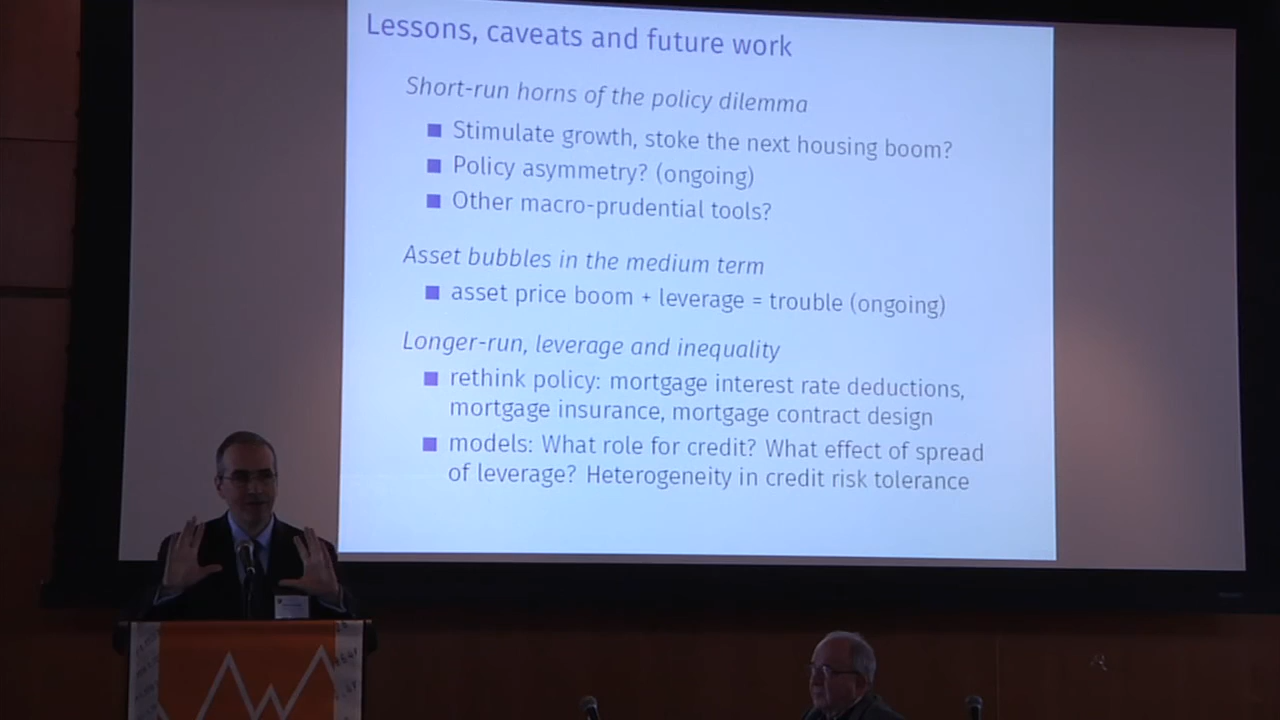 Lessons, caveats and future work
Short-run horns of the policy dilemma
Stimulate growth, stoke the next housing boom?
Policy asymmetry? (ongoing)
Other macro-prudential tools?
Asset bubbles in the medium term
asset price boom + leverage = trouble (ongoing)
Longer-run, leverage and inequality
rethink policy: mortgage interest rate deductions,
mortgage insurance, mortgage contract design
models: What role for credit? What effect of spread
of leverage? Heterogeneity in credit risk tolerance